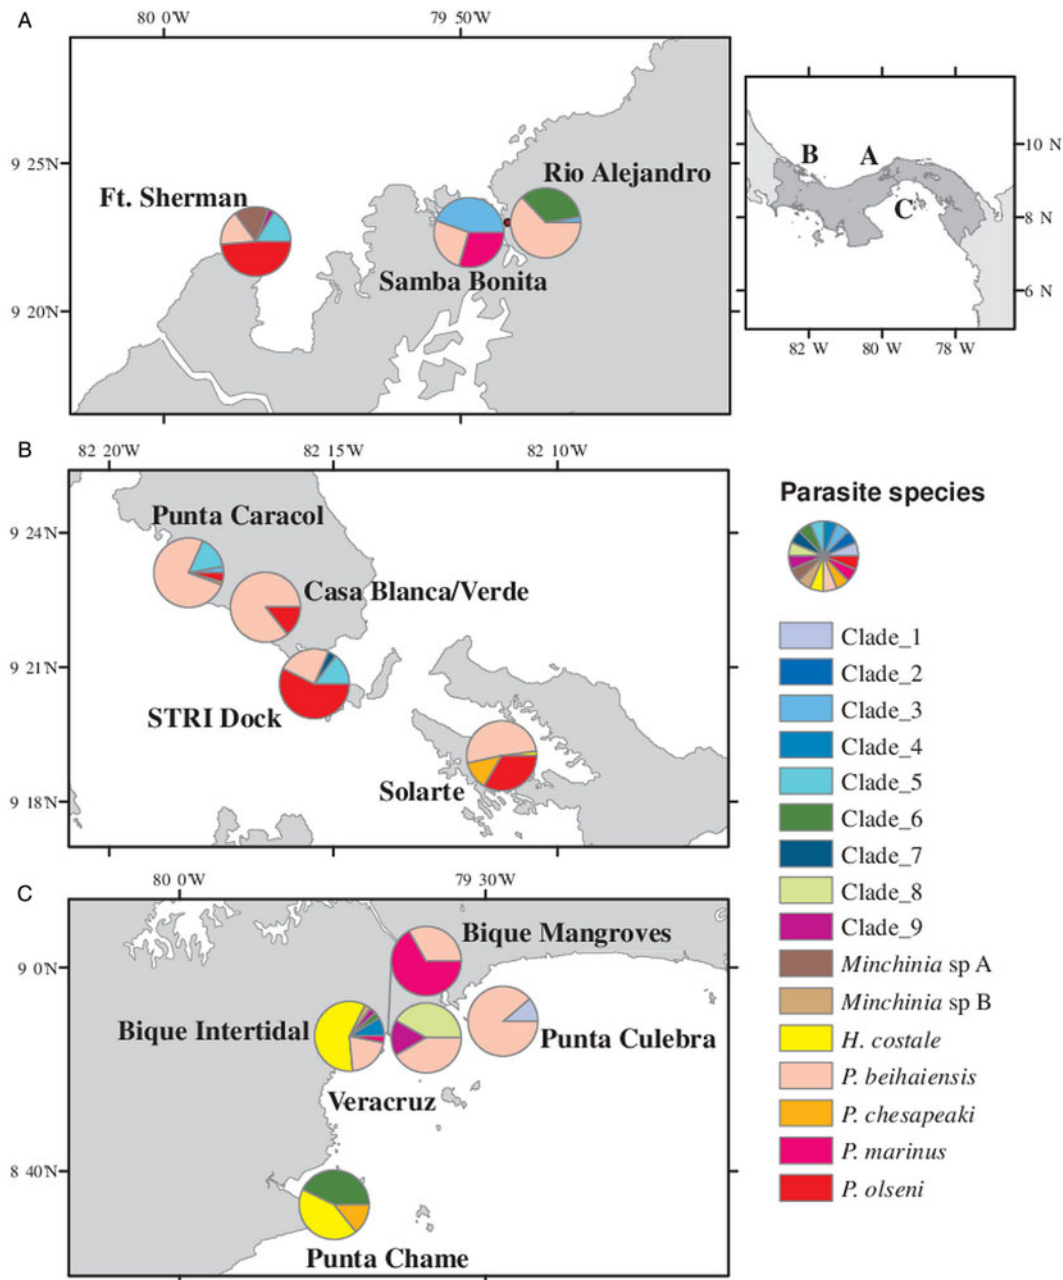 A
80 0'W
79 50'W
9 25'N
9 20'N
Ft. Sherman
Rio Alejandro
Samba Bonita
B
A
C
10 N
8 N
6 N
82 W
80 W
78 W
B
82 20'W
82 15'W
82 10'W
9 24'N
9 21'N
9 18'N
Punta Caracol
Casa Blanca/Verde
STRI Dock
Solarte
C
80 0'W
79 30'W
9 0'N
8 40'N
Bique Mangroves
Bique Intertidal
Punta Culebra
Veracruz
Punta Chame
Parasite species
Clade_1
Clade_2
Clade_3
Clade_4
Clade_5
Clade_6
Clade_7
Clade_8
Clade_9
Minchinia sp A
Minchinia sp B
H. costale
P. beihaiensis
P. chesapeaki
P. marinus
P. olseni